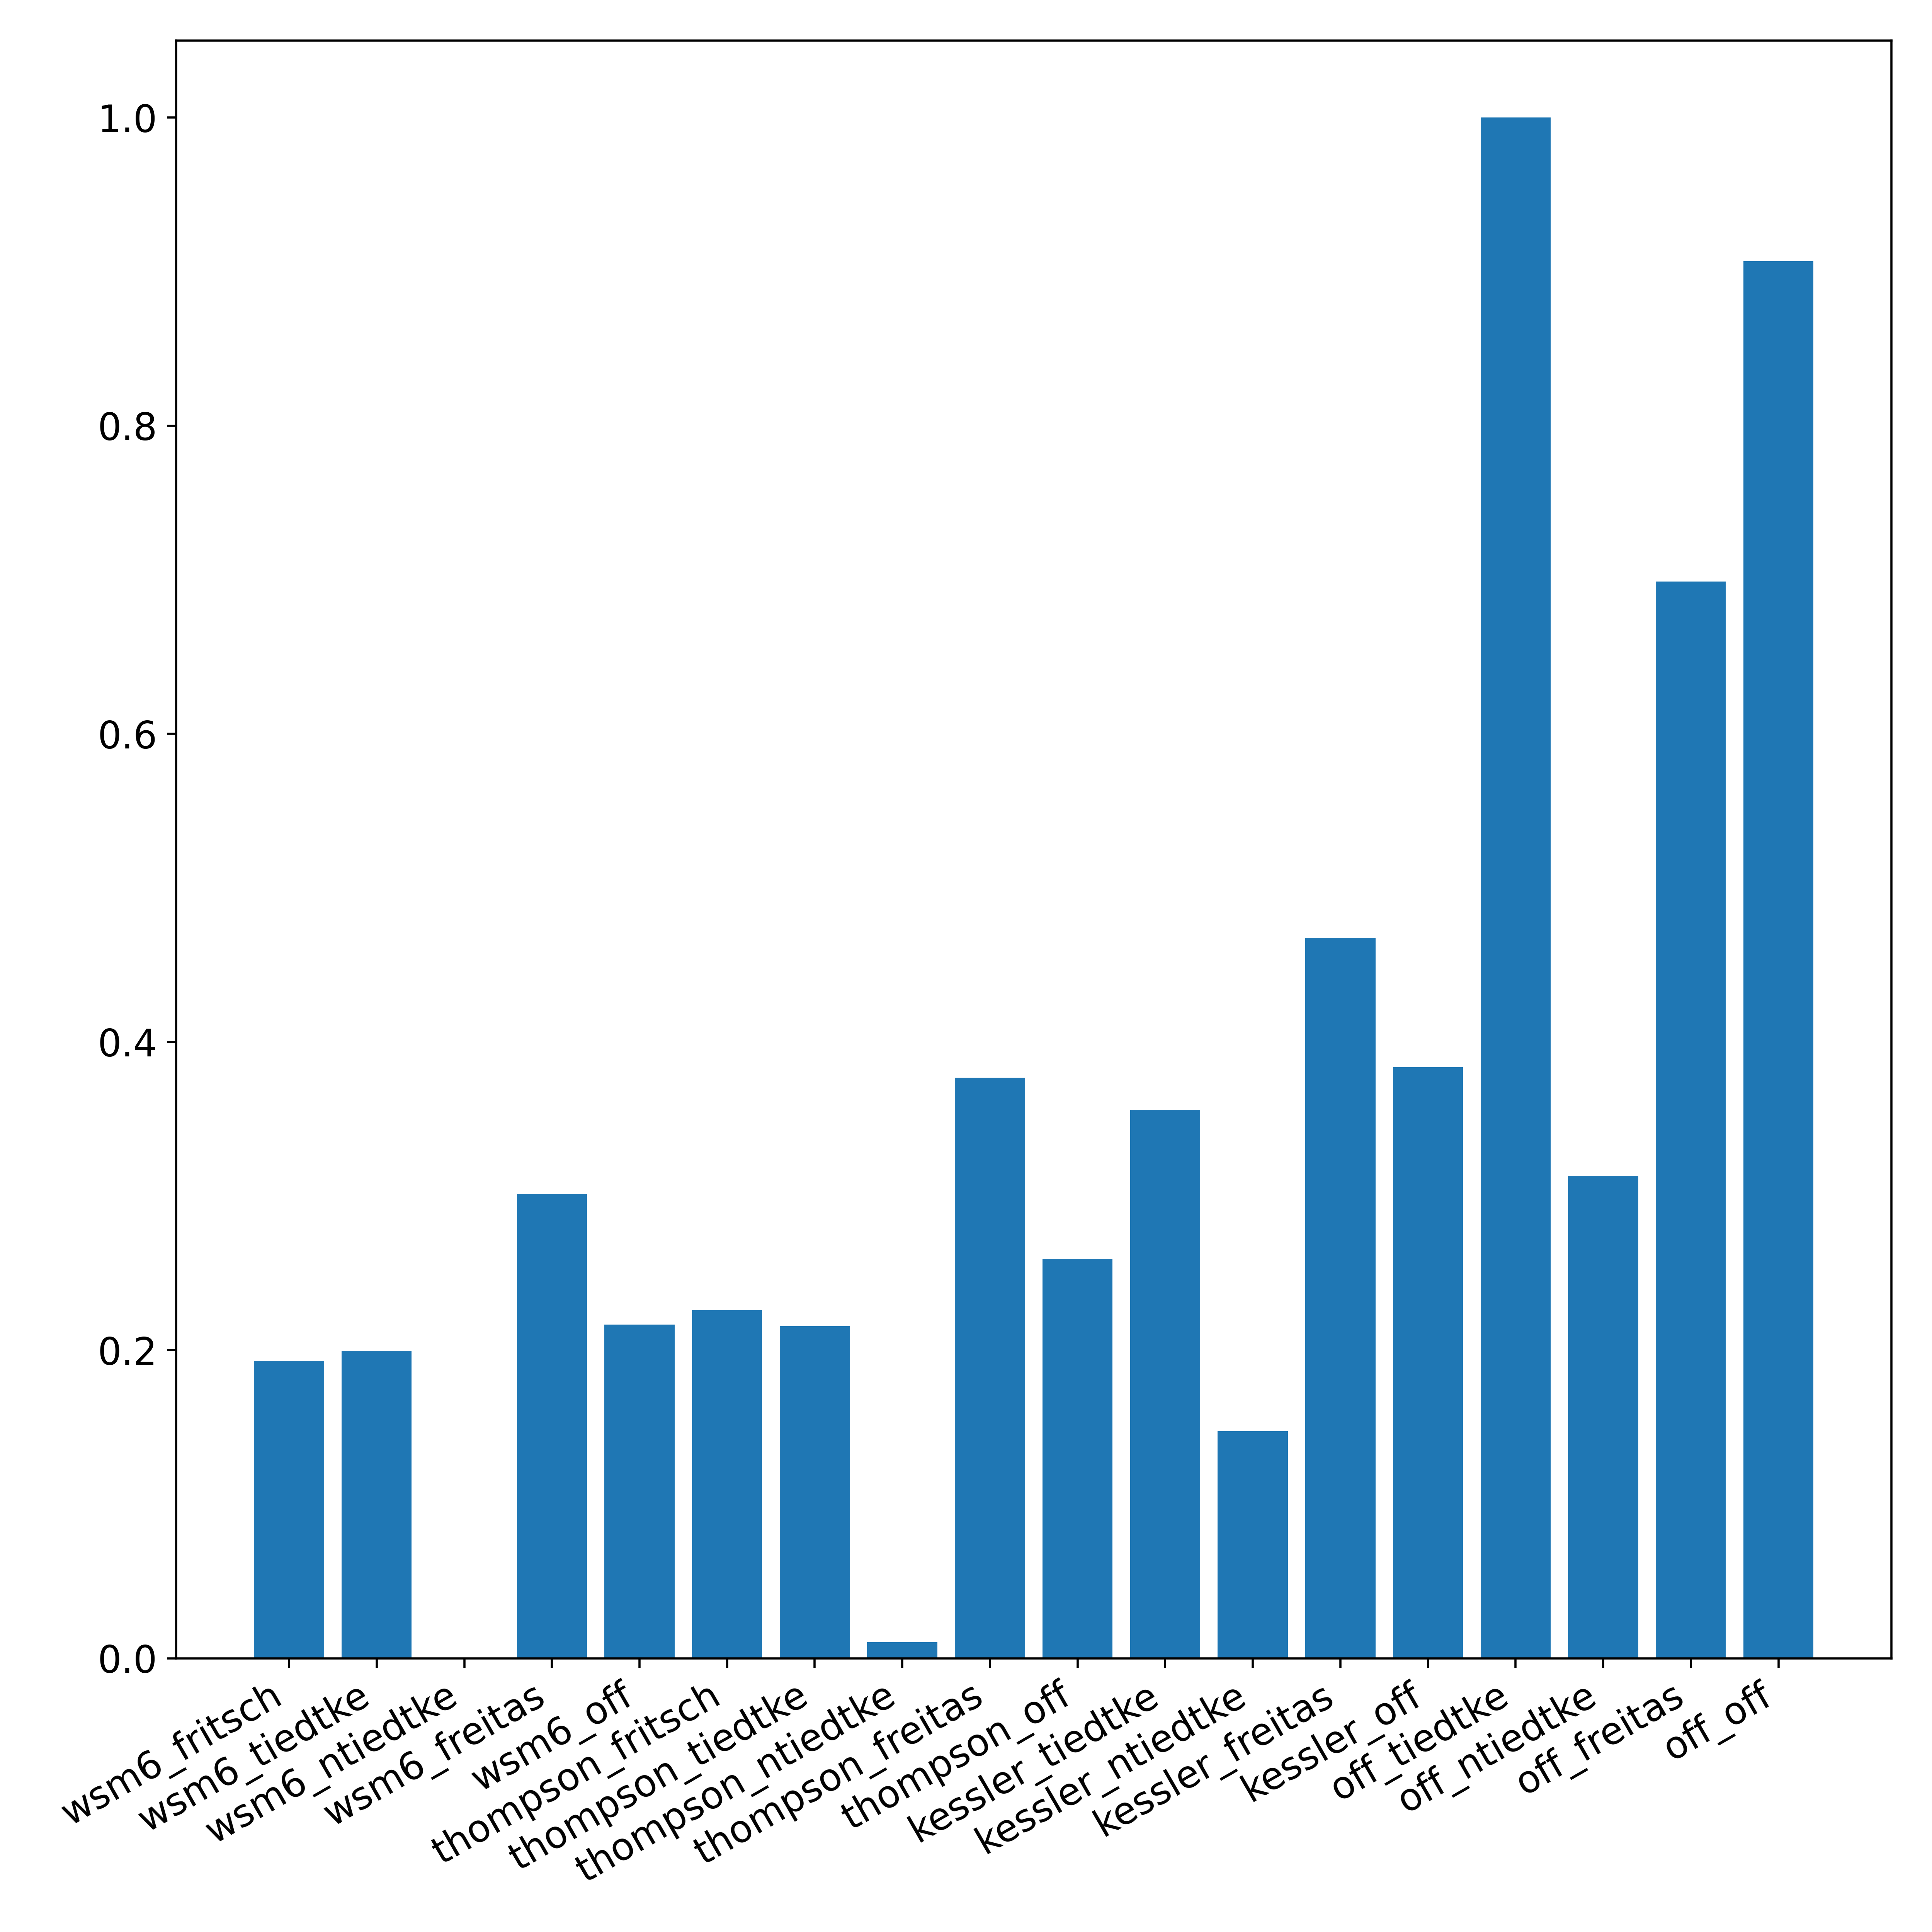 1.0
0.8
0.6
0.4
0.2
0.0
wsm6_fritsch
wsm6_tiedtke
wsm6_ntiedtke
wsm6_freitas
wsm6_off
thompson_fritsch
thompson_tiedtke
thompson_ntiedtke
thompson_freitas
thompson_off
kessler_tiedtke
kessler_ntiedtke
kessler_freitas
kessler_off
off_tiedtke
off_ntiedtke
off_freitas
off_off